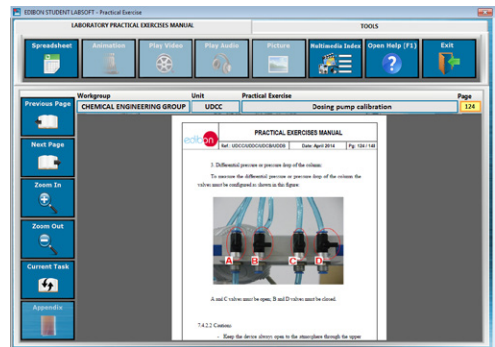 EDIBON STUDENT LABSOFT - Practical Exercise
LABORATORY PRACTICAL EXERCISES MANUAL
TOOLS
Spreadsheet
Animation
Play Video
Play Audio
Picture
Multimedia Index
Open Help (F1)
Exit
Workgroup
Unit
Practical Exercise
Page
CHEMICAL ENGINEERING GROUP
UDCC
Dosing pump calibration
124
Previous Page
Next Page
Zoom In
Zoom Out
Current Task
Appendix
edibon
PRACTICAL EXERCISES MANUAL
Date: April 2014
Pg: 124 / 140
3. Differential pressure or pressure drop of the column:
To measure the differential pressure or pressure drop of the column the
valves must be configured as shown in this figure:
A
B
C
D
A and C valves must be open; B and D valves must be closed.
7.4.2.2 Cautions
- Keep the device always open to the atmosphere through the upper